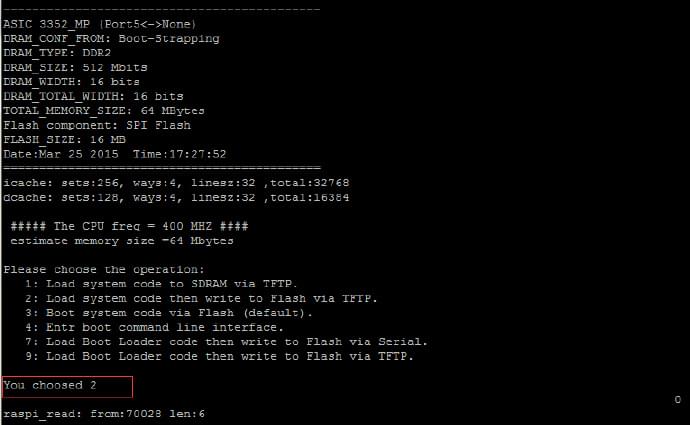 ASIC 3352_MP (Port5<->None)
DRAM_CONF_FROM: Boot-Strapping
DRAM_TYPE: DDR2
DRAM_SIZE: 512 Mbits
DRAM_WIDTH: 16 bits
DRAM_TOTAL_WIDTH: 16 bits
TOTAL_MEMORY_SIZE: 64 MBytes
Flash component: SPI Flash
FLASH_SIZE: 16 MB
Date:Mar 25 2015  Time:17:27:52
============================================
icache: sets:256, ways:4, linesz:32 ,total:32768
dcache: sets:128, ways:4, linesz:32 ,total:16384
##### The CPU freq = 400 MHZ ####
estimate memory size =64 Mbytes
Please choose the operation:
1: Load system code to SDRAM via TFTP.
2: Load system code then write to Flash via TFTP.
3: Boot system code via Flash (default).
4: Entr boot command line interface.
7: Load Boot Loader code then write to Flash via Serial.
9: Load Boot Loader code then write to Flash via TFTP.
You choosed 2
0
raspi_read: from:70028 len:6